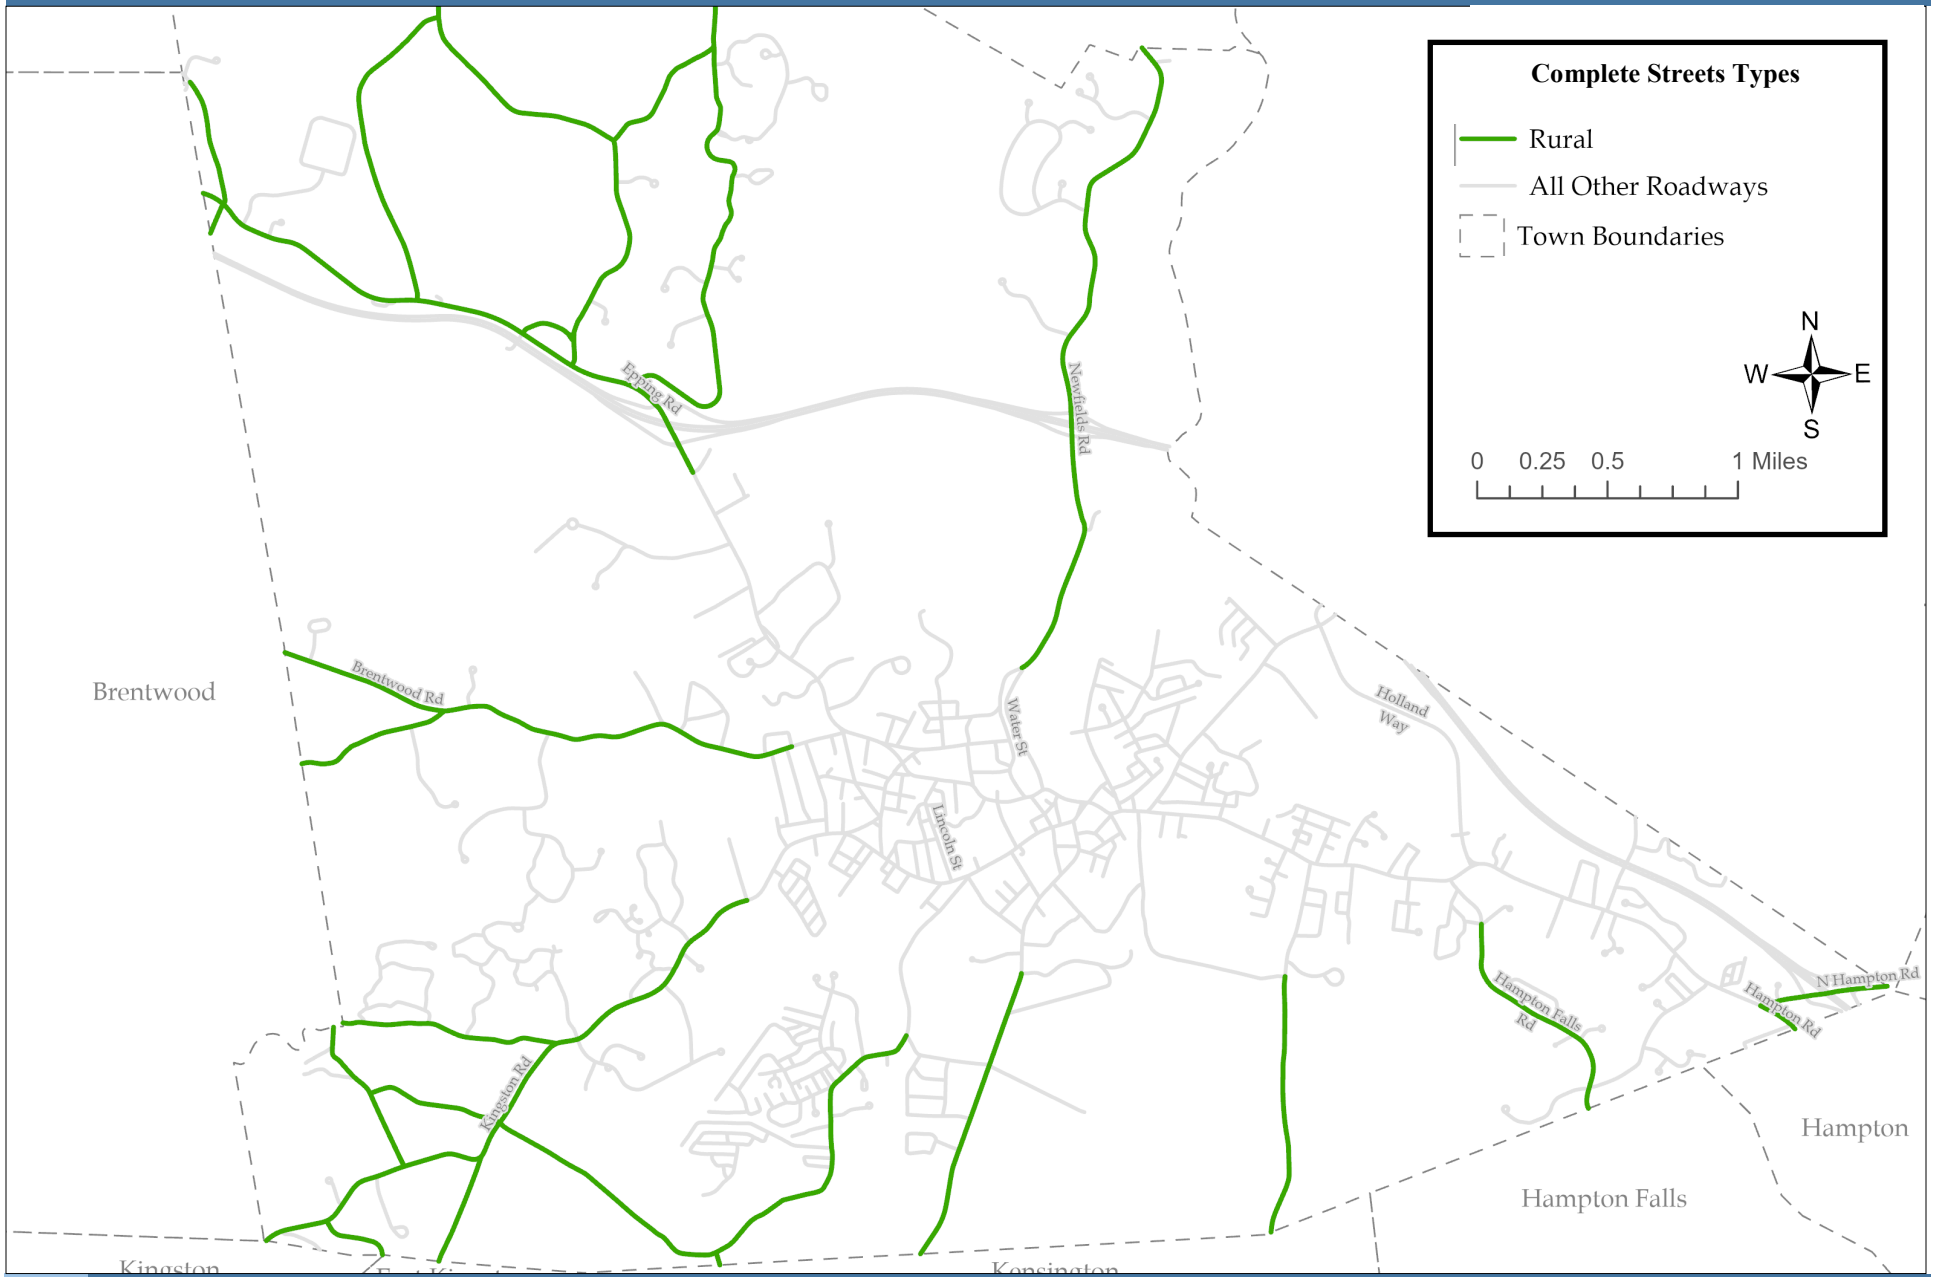 Complete Streets Types
Rural
All Other Roadways
Town Boundaries
N
W E
S
0 0.25 0.5 1 Miles
Epping Rd
Newfields Rd
Brentwood
Brentwood Rd
Holland
Way
Water St
Lincoln St
N Hampton Rd
Hampton Rd
Hampton Falls
Rd
Kingston Rd
Hampton
Hampton Falls
Kingston
East Kingston
Kensington